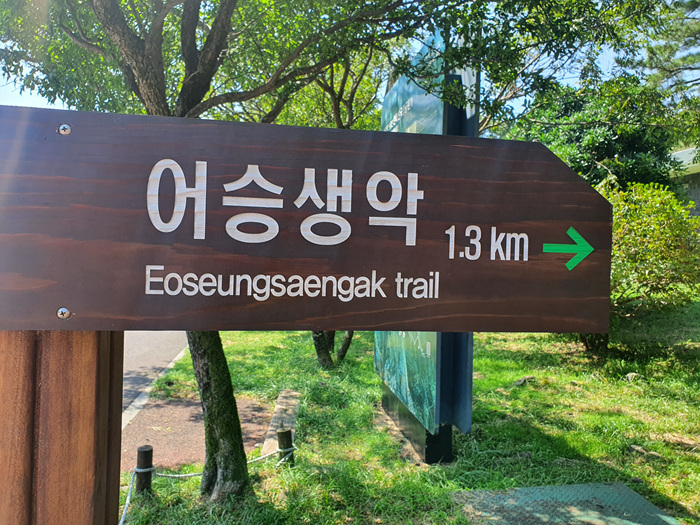 어승생악 1.3 km →
Eoseungsaengak trail